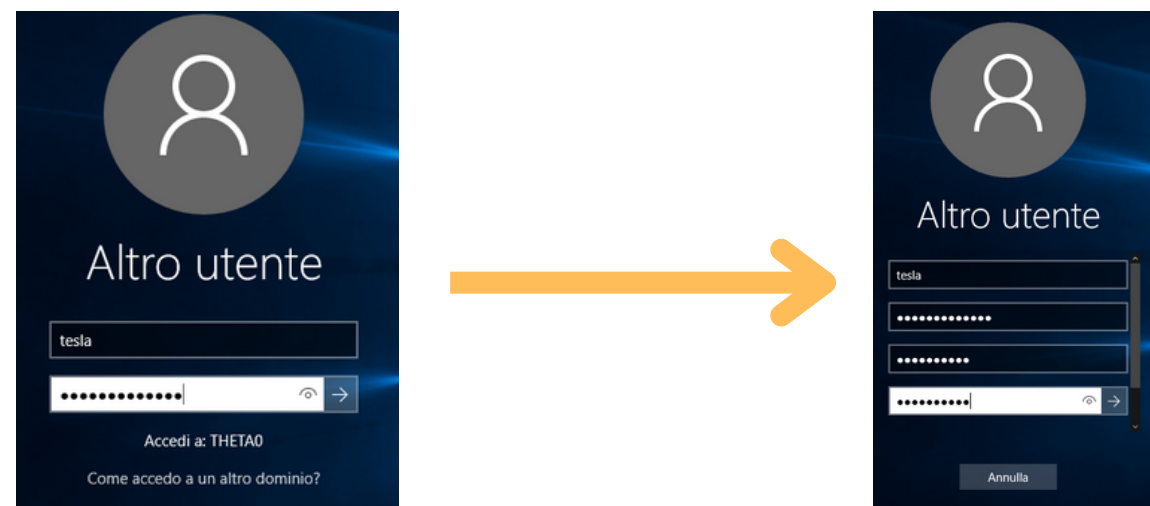 Altro utente
tesla
Accedi a: THETA0
Come accedo a un altro dominio?
Altro utente
tesla
Annulla